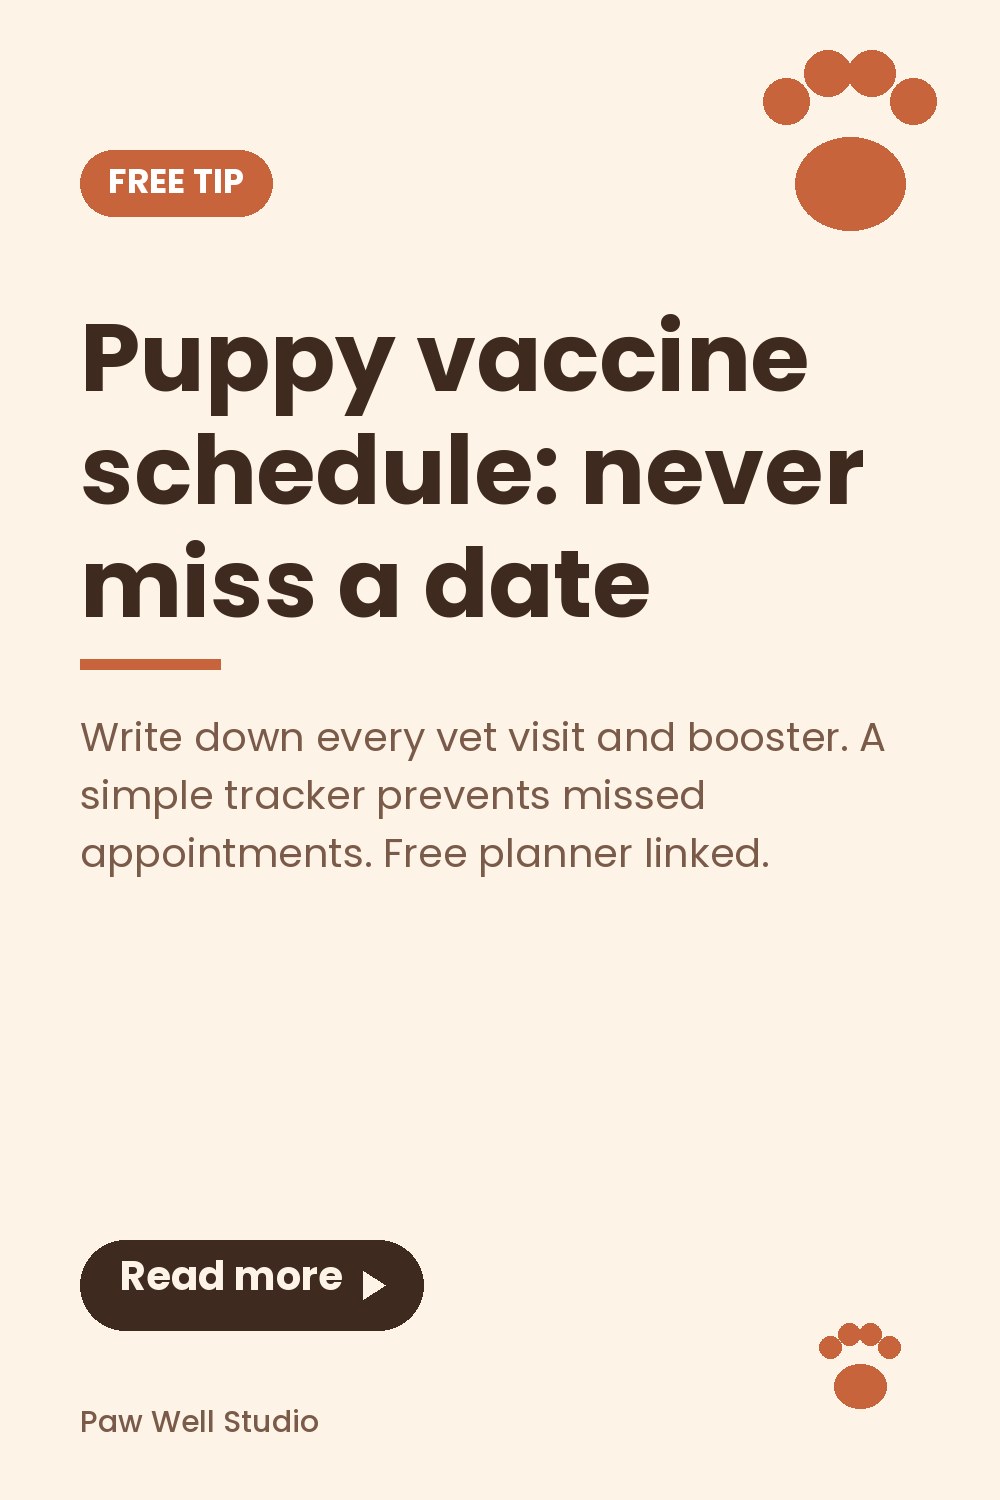 FREE TIP
Puppy vaccine
schedule: never
miss a date
Write down every vet visit and booster. A
simple tracker prevents missed
appointments. Free planner linked.
Read more
Paw Well Studio